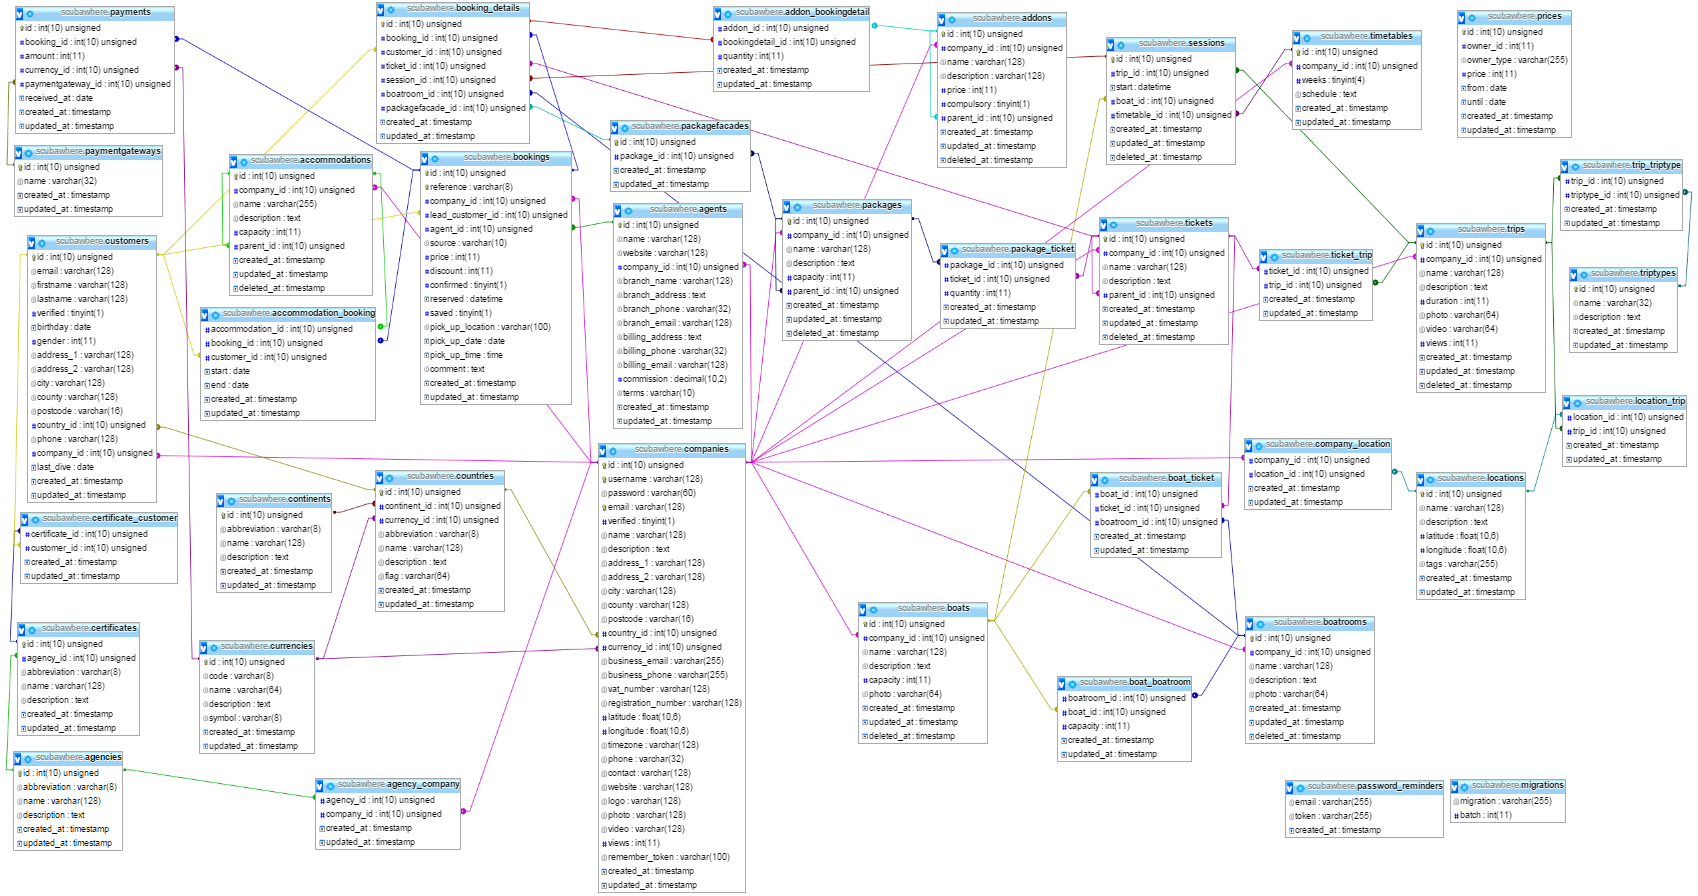 scubawhere.payments
id : int(10) unsigned
booking_id : int(10) unsigned
amount : int(11)
currency_id : int(10) unsigned
paymentgateway_id : int(10) unsigned
received_at : date
created_at : timestamp
updated_at : timestamp
scubawhere.paymentgateways
id : int(10) unsigned
name : varchar(32)
created_at : timestamp
updated_at : timestamp
scubawhere.customers
id : int(10) unsigned
email : varchar(128)
firstname : varchar(128)
lastname : varchar(128)
verified : tinyint(1)
birthday : date
gender : int(11)
address_1 : varchar(128)
address_2 : varchar(128)
city : varchar(128)
county : varchar(128)
postcode : varchar(16)
country_id : int(10) unsigned
phone : varchar(128)
company_id : int(10) unsigned
last_dive : date
created_at : timestamp
updated_at : timestamp
scubawhere.certificate_customer
certificate_id : int(10) unsigned
customer_id : int(10) unsigned
created_at : timestamp
updated_at : timestamp
scubawhere.certificates
id : int(10) unsigned
agency_id : int(10) unsigned
abbreviation : varchar(8)
name : varchar(128)
description : text
created_at : timestamp
updated_at : timestamp
scubawhere.agencies
id : int(10) unsigned
abbreviation : varchar(8)
name : varchar(128)
description : text
created_at : timestamp
updated_at : timestamp
scubawhere.accommodations
id : int(10) unsigned
company_id : int(10) unsigned
name : varchar(255)
description : text
capacity : int(11)
parent_id : int(10) unsigned
created_at : timestamp
updated_at : timestamp
deleted_at : timestamp
scubawhere.accommodation_booking
accommodation_id : int(10) unsigned
booking_id : int(10) unsigned
customer_id : int(10) unsigned
start : date
end : date
created_at : timestamp
updated_at : timestamp
scubawhere.continents
id : int(10) unsigned
abbreviation : varchar(8)
name : varchar(128)
description : text
created_at : timestamp
updated_at : timestamp
scubawhere.currencies
id : int(10) unsigned
code : varchar(8)
name : varchar(64)
description : text
symbol : varchar(8)
created_at : timestamp
updated_at : timestamp
scubawhere.agency_company
agency_id : int(10) unsigned
company_id : int(10) unsigned
created_at : timestamp
updated_at : timestamp
scubawhere.booking_details
id : int(10) unsigned
booking_id : int(10) unsigned
customer_id : int(10) unsigned
ticket_id : int(10) unsigned
session_id : int(10) unsigned
boatroom_id : int(10) unsigned
packagefacade_id : int(10) unsigned
created_at : timestamp
updated_at : timestamp
scubawhere.bookings
id : int(10) unsigned
reference : varchar(8)
company_id : int(10) unsigned
lead_customer_id : int(10) unsigned
agent_id : int(10) unsigned
source : varchar(10)
price : int(11)
discount : int(11)
confirmed : tinyint(1)
reserved : datetime
saved : tinyint(1)
pick_up_location : varchar(100)
pick_up_date : date
pick_up_time : time
comment : text
created_at : timestamp
updated_at : timestamp
scubawhere.countries
id : int(10) unsigned
continent_id : int(10) unsigned
currency_id : int(10) unsigned
abbreviation : varchar(8)
name : varchar(128)
description : text
flag : varchar(64)
created_at : timestamp
updated_at : timestamp
scubawhere.addon_bookingdetail
addon_id : int(10) unsigned
bookingdetail_id : int(10) unsigned
quantity : int(11)
created_at : timestamp
updated_at : timestamp
scubawhere.packagefacades
id : int(10) unsigned
package_id : int(10) unsigned
created_at : timestamp
updated_at : timestamp
scubawhere.agents
id : int(10) unsigned
name : varchar(128)
website : varchar(128)
company_id : int(10) unsigned
branch_name : varchar(128)
branch_address : text
branch_phone : varchar(32)
branch_email : varchar(128)
billing_address : text
billing_phone : varchar(32)
billing_email : varchar(128)
commission : decimal(10,2)
terms : varchar(10)
created_at : timestamp
updated_at : timestamp
scubawhere.companies
id : int(10) unsigned
username : varchar(128)
password : varchar(60)
email : varchar(128)
verified : tinyint(1)
name : varchar(128)
description : text
address_1 : varchar(128)
address_2 : varchar(128)
city : varchar(128)
county : varchar(128)
postcode : varchar(16)
country_id : int(10) unsigned
currency_id : int(10) unsigned
business_email : varchar(255)
business_phone : varchar(255)
vat_number : varchar(128)
registration_number : varchar(128)
latitude : float(10,6)
longitude : float(10,6)
timezone : varchar(128)
phone : varchar(32)
contact : varchar(128)
website : varchar(128)
logo : varchar(128)
photo : varchar(128)
video : varchar(128)
views : int(11)
remember_token : varchar(100)
created_at : timestamp
updated_at : timestamp
scubawhere.packages
id : int(10) unsigned
company_id : int(10) unsigned
name : varchar(128)
description : text
capacity : int(11)
parent_id : int(10) unsigned
created_at : timestamp
updated_at : timestamp
deleted_at : timestamp
scubawhere.addons
id : int(10) unsigned
company_id : int(10) unsigned
name : varchar(128)
description : varchar(128)
price : int(11)
compulsory : tinyint(1)
parent_id : int(10) unsigned
created_at : timestamp
updated_at : timestamp
deleted_at : timestamp
scubawhere.package_ticket
package_id : int(10) unsigned
ticket_id : int(10) unsigned
quantity : int(11)
created_at : timestamp
updated_at : timestamp
scubawhere.boats
id : int(10) unsigned
company_id : int(10) unsigned
name : varchar(128)
description : text
capacity : int(11)
photo : varchar(64)
created_at : timestamp
updated_at : timestamp
deleted_at : timestamp
scubawhere.sessions
id : int(10) unsigned
trip_id : int(10) unsigned
start : datetime
boat_id : int(10) unsigned
timetable_id : int(10) unsigned
created_at : timestamp
updated_at : timestamp
deleted_at : timestamp
scubawhere.tickets
id : int(10) unsigned
company_id : int(10) unsigned
name : varchar(128)
description : text
parent_id : int(10) unsigned
created_at : timestamp
updated_at : timestamp
deleted_at : timestamp
scubawhere.boat_ticket
boat_id : int(10) unsigned
ticket_id : int(10) unsigned
boatroom_id : int(10) unsigned
created_at : timestamp
updated_at : timestamp
scubawhere.boat_boatroom
boatroom_id : int(10) unsigned
boat_id : int(10) unsigned
capacity : int(11)
created_at : timestamp
updated_at : timestamp
scubawhere.timetables
id : int(10) unsigned
company_id : int(10) unsigned
weeks : tinyint(4)
schedule : text
created_at : timestamp
updated_at : timestamp
scubawhere.ticket_trip
ticket_id : int(10) unsigned
trip_id : int(10) unsigned
created_at : timestamp
updated_at : timestamp
scubawhere.company_location
company_id : int(10) unsigned
location_id : int(10) unsigned
created_at : timestamp
updated_at : timestamp
scubawhere.boatrooms
id : int(10) unsigned
company_id : int(10) unsigned
name : varchar(128)
description : text
photo : varchar(64)
created_at : timestamp
updated_at : timestamp
deleted_at : timestamp
scubawhere.password_reminders
email : varchar(255)
token : varchar(255)
created_at : timestamp
scubawhere.prices
id : int(10) unsigned
owner_id : int(11)
owner_type : varchar(255)
price : int(11)
from : date
until : date
created_at : timestamp
updated_at : timestamp
scubawhere.trips
id : int(10) unsigned
company_id : int(10) unsigned
name : varchar(128)
description : text
duration : int(11)
photo : varchar(64)
video : varchar(64)
views : int(11)
created_at : timestamp
updated_at : timestamp
deleted_at : timestamp
scubawhere.locations
id : int(10) unsigned
name : varchar(128)
description : text
latitude : float(10,6)
longitude : float(10,6)
tags : varchar(255)
created_at : timestamp
updated_at : timestamp
scubawhere.migrations
migration : varchar(255)
batch : int(11)
scubawhere.trip_triptype
trip_id : int(10) unsigned
triptype_id : int(10) unsigned
created_at : timestamp
updated_at : timestamp
scubawhere.triptypes
id : int(10) unsigned
name : varchar(32)
description : text
created_at : timestamp
updated_at : timestamp
scubawhere.location_trip
location_id : int(10) unsigned
trip_id : int(10) unsigned
created_at : timestamp
updated_at : timestamp